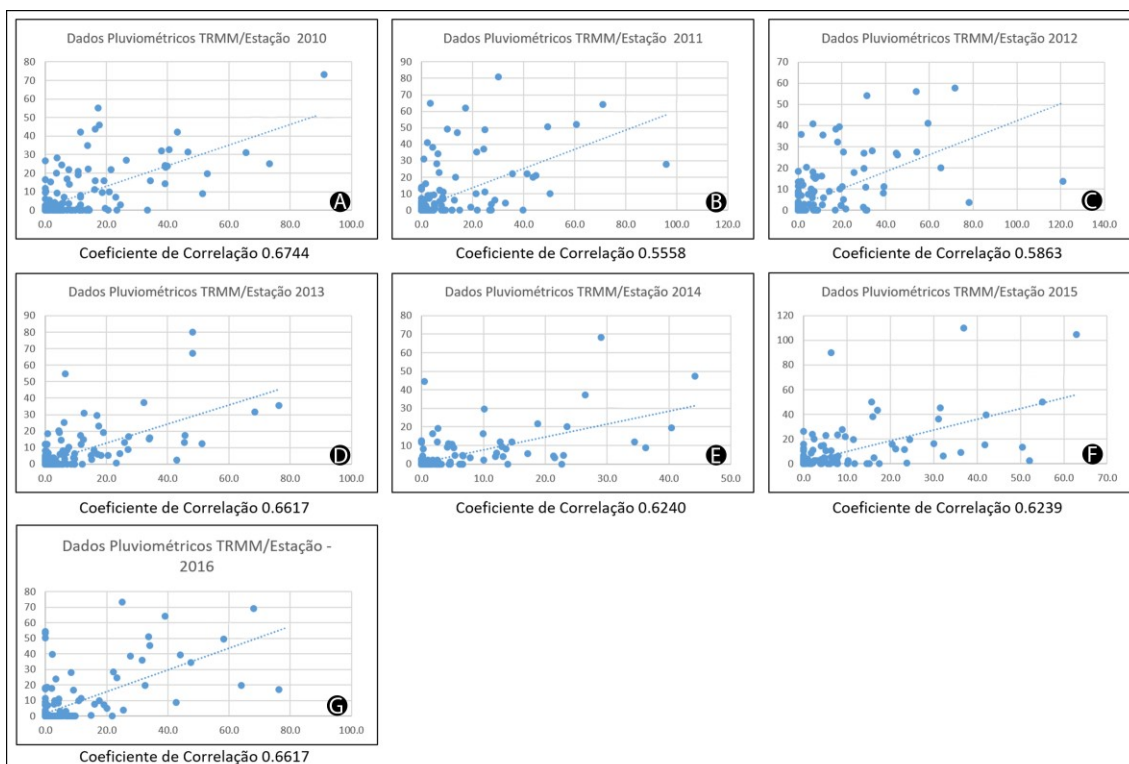 Dados Pluviométricos TRMM/Estação 2010
80
70
60
50
40
30
20
10
0
0.0 20.0 40.0 60.0 80.0 100.0
A
Coeficiente de Correlação 0.6744
Dados Pluviométricos TRMM/Estação 2011
90
80
70
60
50
40
30
20
10
0
0.0 20.0 40.0 60.0 80.0 100.0 120.0
B
Coeficiente de Correlação 0.5558
Dados Pluviométricos TRMM/Estação 2012
70
60
50
40
30
20
10
0
0.0 20.0 40.0 60.0 80.0 100.0 120.0 140.0
C
Coeficiente de Correlação 0.5863
Dados Pluviométricos TRMM/Estação 2013
90
80
70
60
50
40
30
20
10
0
0.0 20.0 40.0 60.0 80.0 100.0
D
Coeficiente de Correlação 0.6617
Dados Pluviométricos TRMM/Estação 2014
80
70
60
50
40
30
20
10
0
0.0 10.0 20.0 30.0 40.0 50.0
E
Coeficiente de Correlação 0.6240
Dados Pluviométricos TRMM/Estação 2015
120
100
80
60
40
20
0
0.0 10.0 20.0 30.0 40.0 50.0 60.0 70.0
F
Coeficiente de Correlação 0.6239
Dados Pluviométricos TRMM/Estação -
2016
80
70
60
50
40
30
20
10
0
0.0 20.0 40.0 60.0 80.0 100.0
G
Coeficiente de Correlação 0.6617